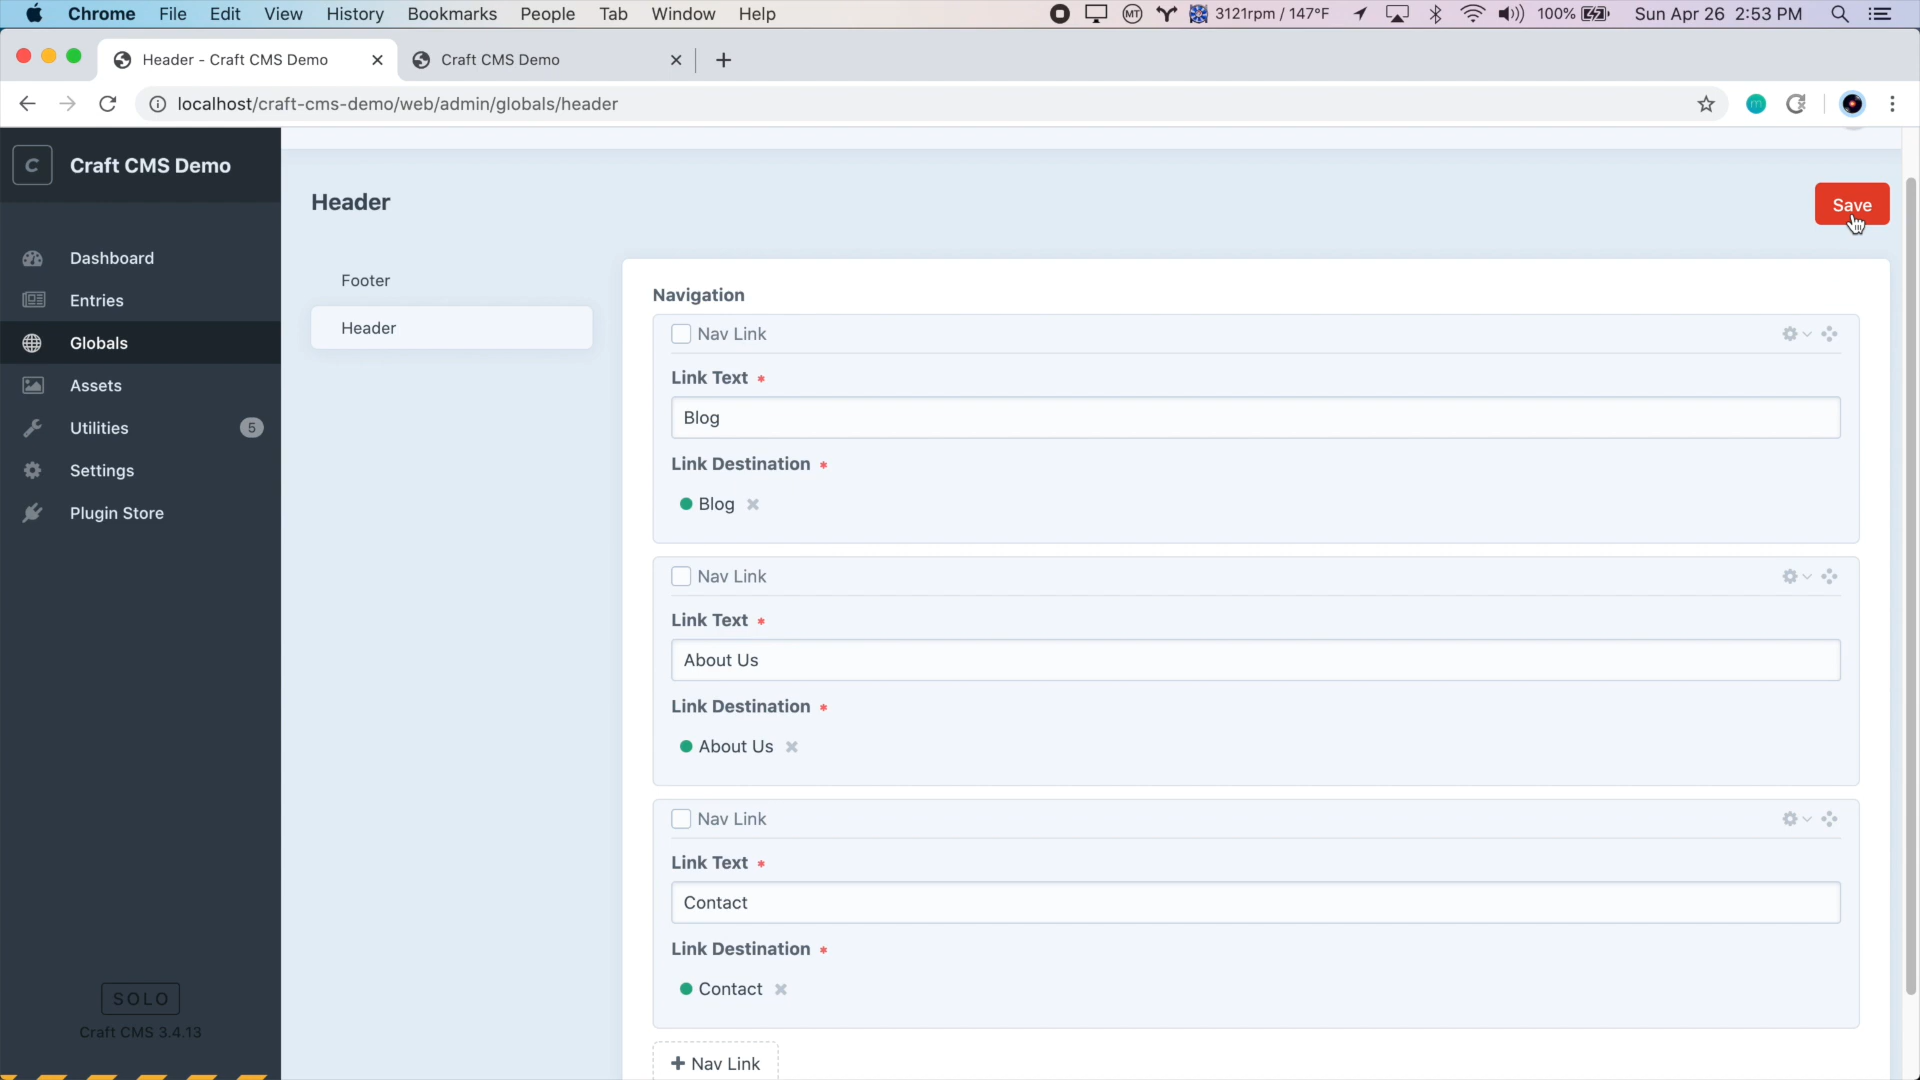 Chrome File Edit View History Bookmarks People Tab Window Help MT 3121rpm / 147°F 100% Sun Apr 26 2:53 PM
Header - Craft CMS Demo Craft CMS Demo
localhost/craft-cms-demo/web/admin/globals/header m
C Craft CMS Demo
Dashboard
Entries
Globals
Assets
Utilities 5
Settings
Plugin Store
SOLO
Craft CMS 3.4.13
Header Save
Footer
Header
Navigation
Nav Link
Link Text *
Blog
Link Destination *
Blog
Nav Link
Link Text *
About Us
Link Destination *
About Us
Nav Link
Link Text *
Contact
Link Destination *
Contact
+ Nav Link